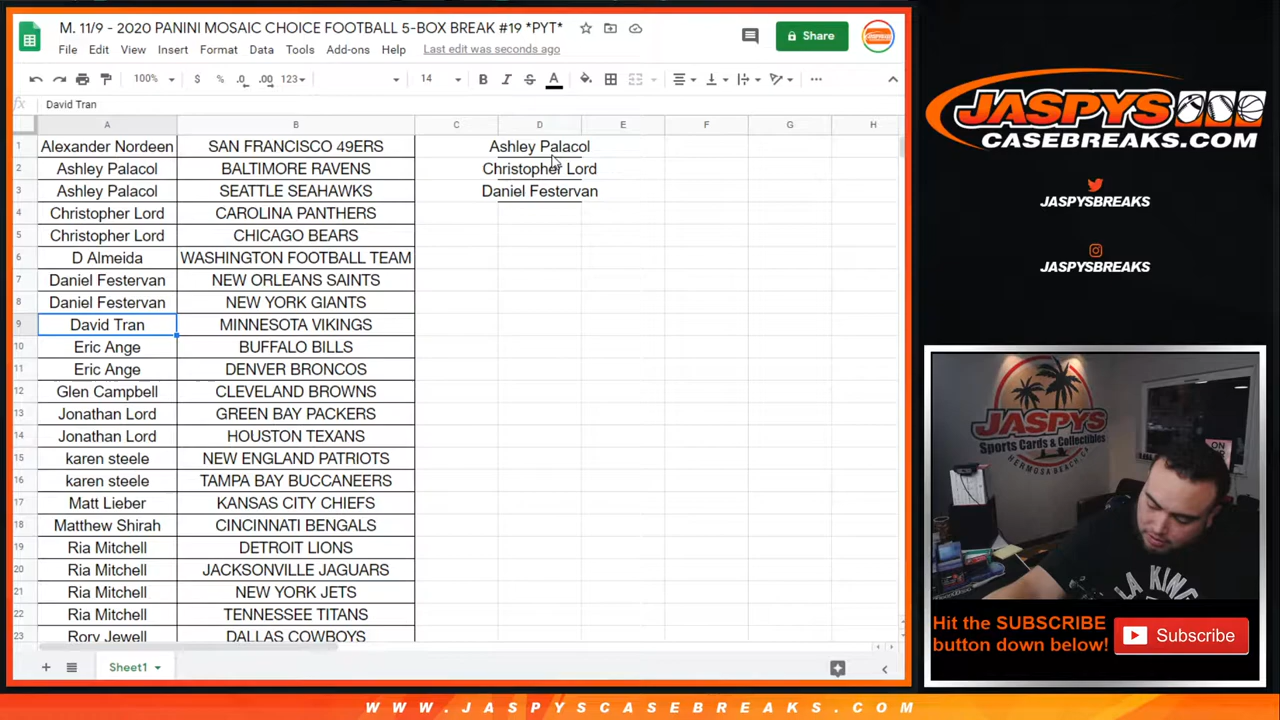 M. 11/9 - 2020 PANINI MOSAIC CHOICE FOOTBALL 5-BOX BREAK #19 *PYT*
File Edit View Insert Format Data Tools Add-ons Help Last edit was seconds ago
Share
100% $ % .0 .00 123 14 B I S A
fx David Tran
A B C D E F G H
1 Alexander Nordeen SAN FRANCISCO 49ERS Ashley Palacol
2 Ashley Palacol BALTIMORE RAVENS Christopher Lord
3 Ashley Palacol SEATTLE SEAHAWKS Daniel Festervan
4 Christopher Lord CAROLINA PANTHERS
5 Christopher Lord CHICAGO BEARS
6 D Almeida WASHINGTON FOOTBALL TEAM
7 Daniel Festervan NEW ORLEANS SAINTS
8 Daniel Festervan NEW YORK GIANTS
9 David Tran MINNESOTA VIKINGS
10 Eric Ange BUFFALO BILLS
11 Eric Ange DENVER BRONCOS
12 Glen Campbell CLEVELAND BROWNS
13 Jonathan Lord GREEN BAY PACKERS
14 Jonathan Lord HOUSTON TEXANS
15 karen steele NEW ENGLAND PATRIOTS
16 karen steele TAMPA BAY BUCCANEERS
17 Matt Lieber KANSAS CITY CHIEFS
18 Matthew Shirah CINCINNATI BENGALS
19 Ria Mitchell DETROIT LIONS
20 Ria Mitchell JACKSONVILLE JAGUARS
21 Ria Mitchell NEW YORK JETS
22 Ria Mitchell TENNESSEE TITANS
23 Rory Jewell DALLAS COWBOYS
Sheet1
JASPYS
CASEBREAKS.COM
JASPYSBREAKS
JASPYSBREAKS
JASPYS
Sports Cards & Collectibles
HERMOSA BEACH, CA
LA KINGS
Hit the SUBSCRIBE
button down below!
Subscribe
WWW.JASPYSCASEBREAKS.COM